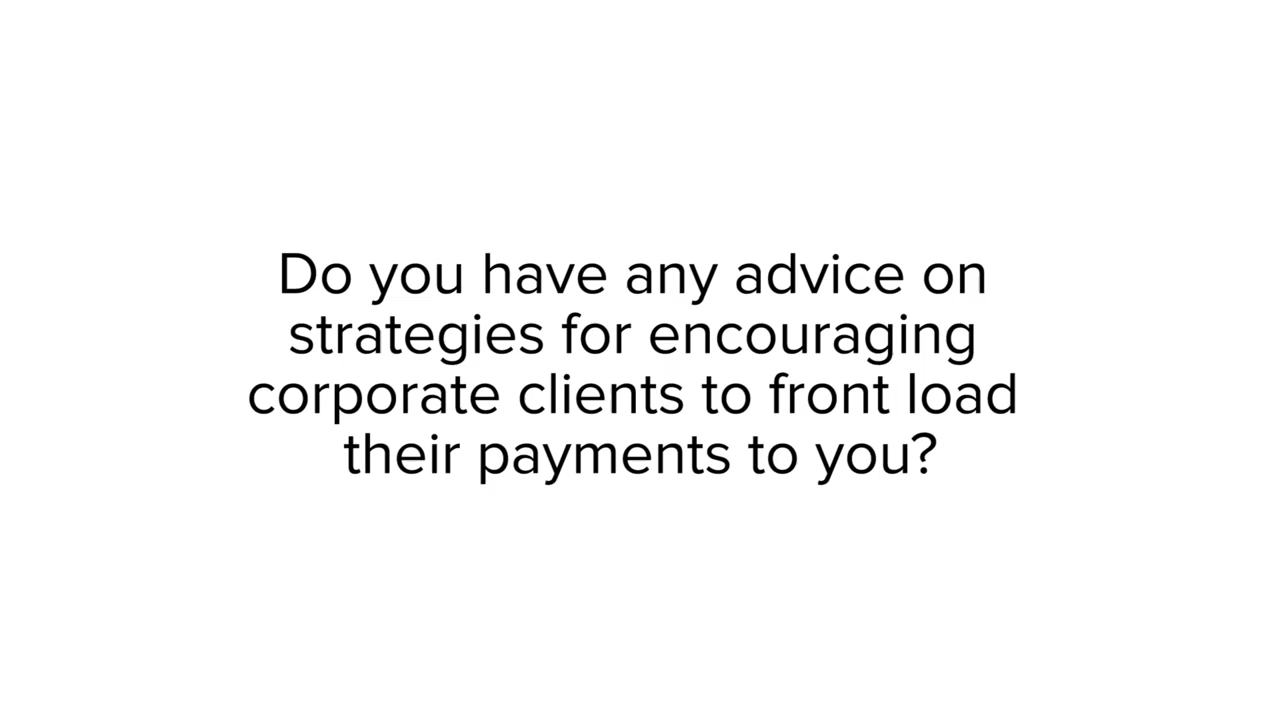 Do you have any advice on
strategies for encouraging
corporate clients to front load
their payments to you?